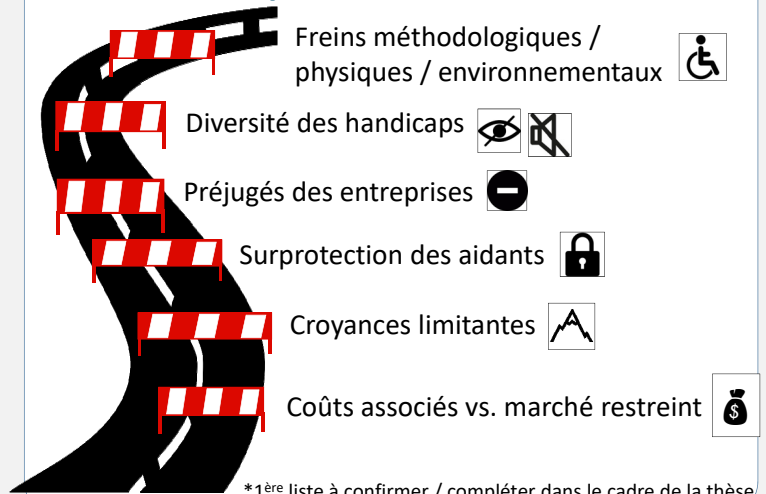 Freins méthodologiques /
physiques / environnementaux
Diversité des handicaps
Préjugés des entreprises
Surprotection des aidants
Croyances limitantes
Coûts associés vs. marché restreint
$
*1ère liste à confirmer / compléter dans le cadre de la thèse